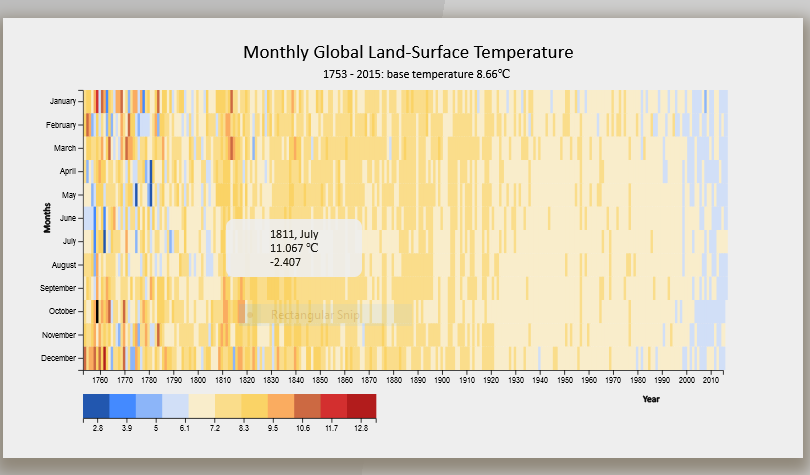 Monthly Global Land-Surface Temperature
1753 - 2015: base temperature 8.66℃
Months
January
February
March
April
May
June
July
August
September
October
November
December
1811, July
11.067 ℃
-2.407
Rectangular Snip
1760 1770 1780 1790 1800 1810 1820 1830 1840 1850 1860 1870 1880 1890 1900 1910 1920 1930 1940 1950 1960 1970 1980 1990 2000 2010
Year
2.8 3.9 5 6.1 7.2 8.3 9.5 10.6 11.7 12.8